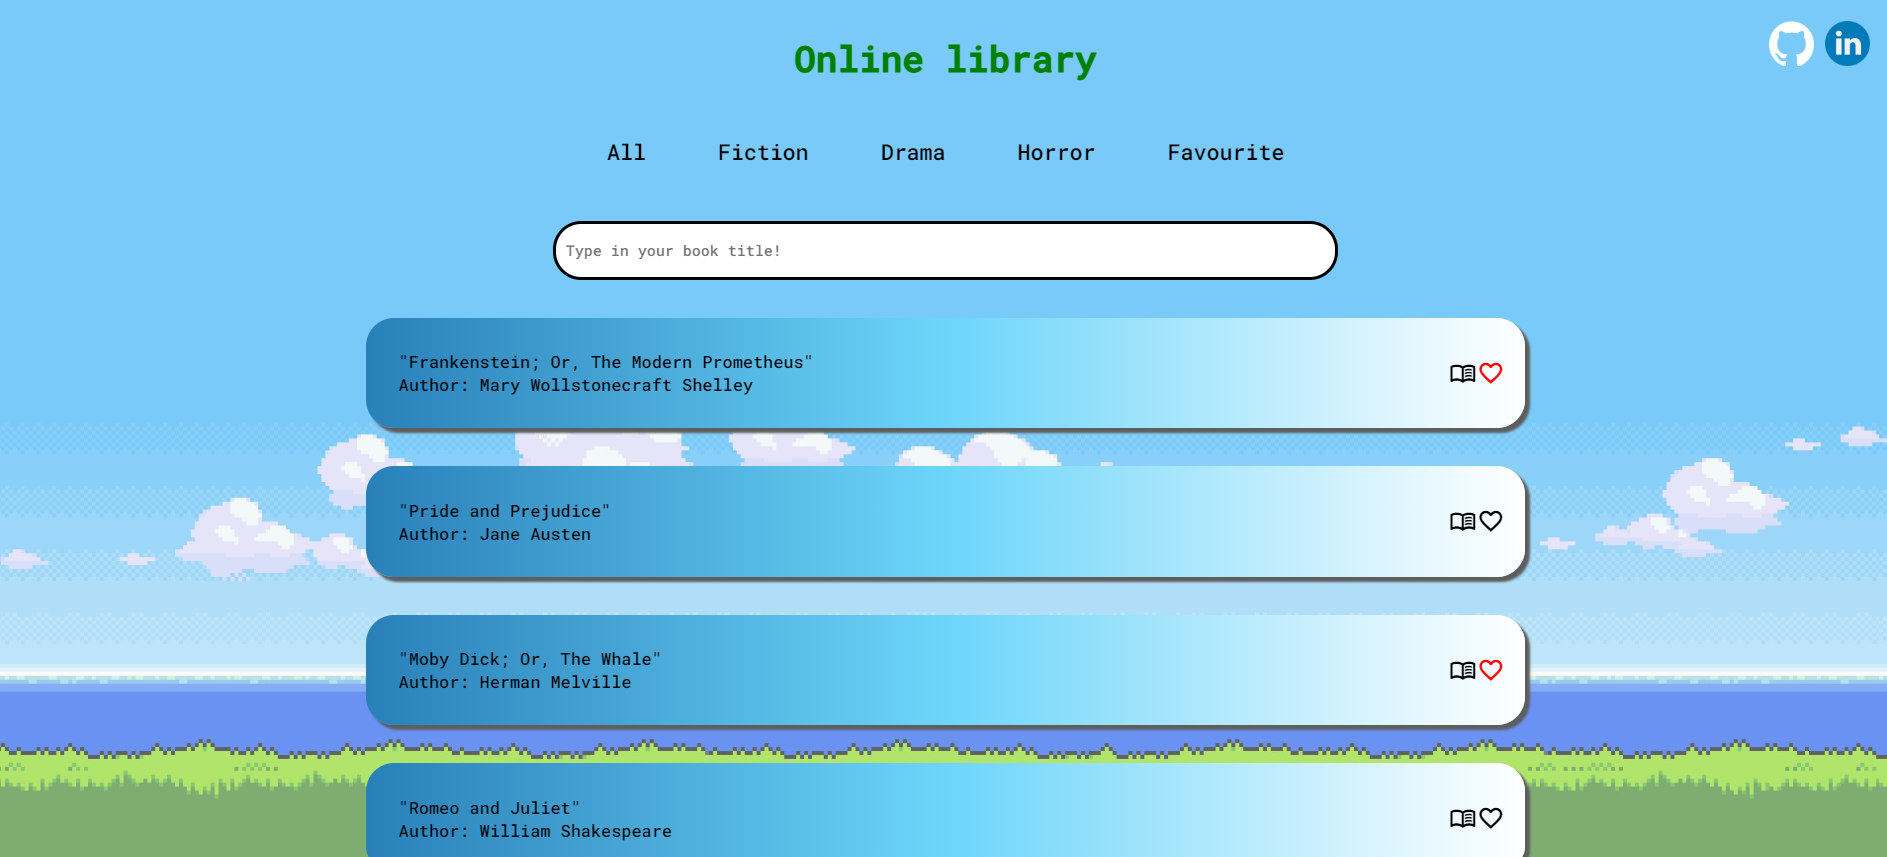 Online library
in
All Fiction Drama Horror Favourite
Type in your book title!
"Frankenstein; Or, The Modern Prometheus"
Author: Mary Wollstonecraft Shelley
"Pride and Prejudice"
Author: Jane Austen
"Moby Dick; Or, The Whale"
Author: Herman Melville
"Romeo and Juliet"
Author: William Shakespeare